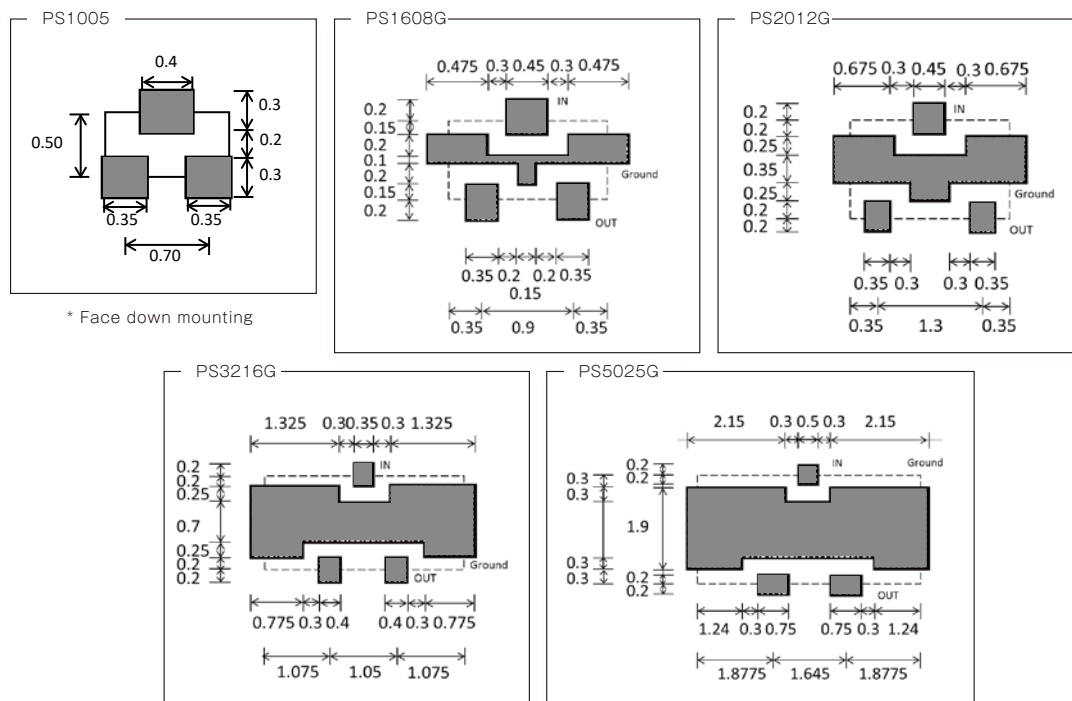 PS1005
0.4
0.3
0.50
0.2
0.3
0.35 0.35
0.70
* Face down mounting
PS1608G
0.475 0.3 0.45 0.3 0.475
IN
0.2
0.15
0.2
0.1
0.2
0.15
0.2
Ground
OUT
0.35 0.2 0.2 0.35
0.15
0.35 0.9 0.35
PS2012G
0.675 0.3 0.45 0.3 0.675
IN
0.2
0.2
0.25
0.35
0.25
0.2
0.2
Ground
OUT
0.35 0.3 0.3 0.35
0.35 1.3 0.35
PS3216G
1.325 0.3 0.35 0.3 1.325
IN
0.2
0.2
0.25
0.7
0.25
0.2
0.2
Ground
OUT
0.775 0.3 0.4 0.4 0.3 0.775
1.075 1.05 1.075
PS5025G
2.15 0.3 0.5 0.3 2.15
IN
Ground
0.2
0.2
0.3
0.3
1.9
0.3
0.3
0.2
0.2
OUT
1.24 0.3 0.75 0.75 0.3 1.24
1.8775 1.645 1.8775